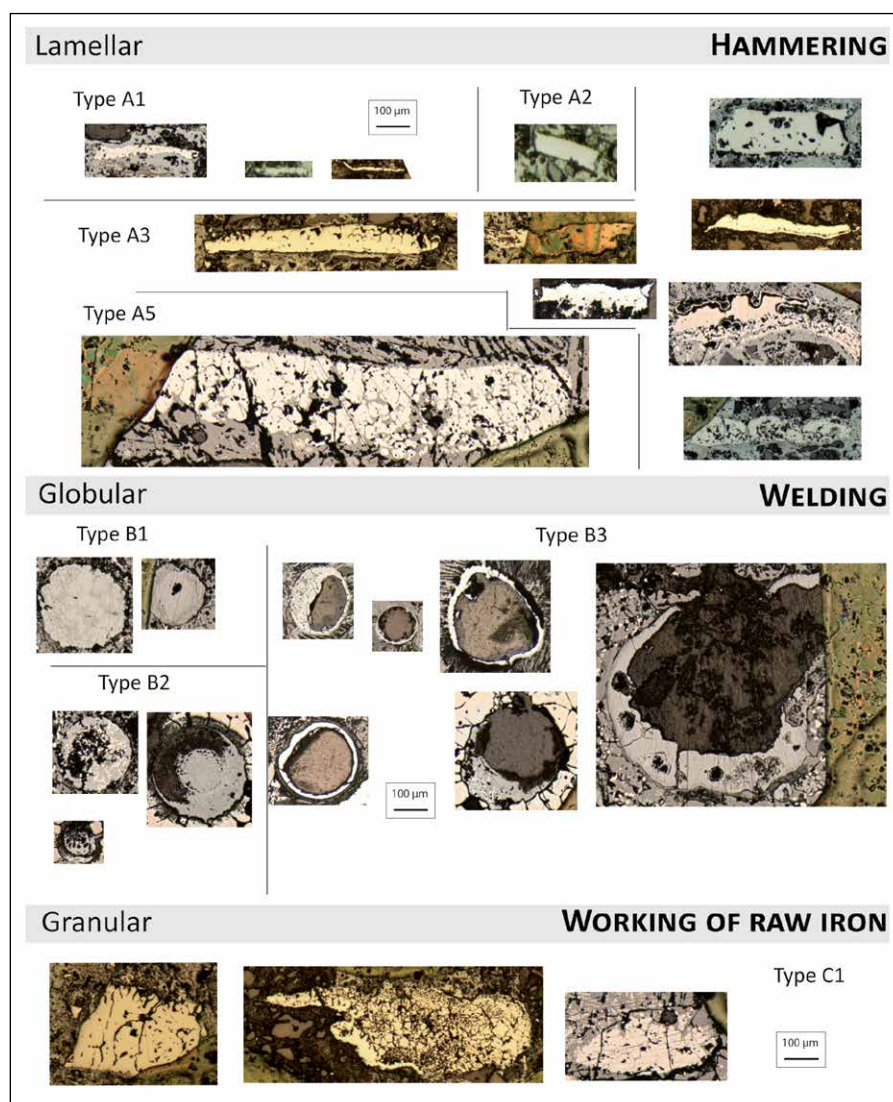 Lamellar HAMMERING
Type A1
100 µm
Type A2
Type A3
Type A5
Globular WELDING
Type B1
Type B3
Type B2
100 µm
Granular WORKING OF RAW IRON
Type C1
100 µm